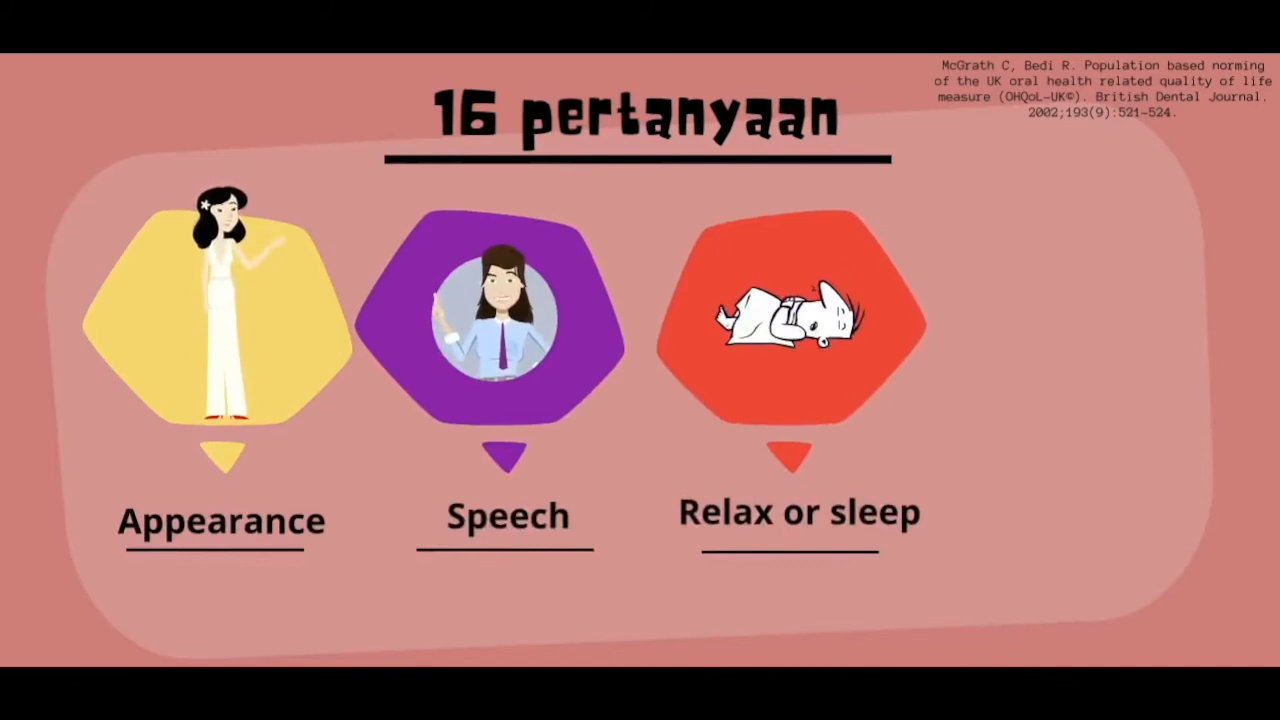 McGrath C, Bedi R. Population based norming
of the UK oral health related quality of life
measure (OHQoL-UK©). British Dental Journal.
2002;193(9):521-524.
16 pertanyaan
Appearance
Speech
Relax or sleep